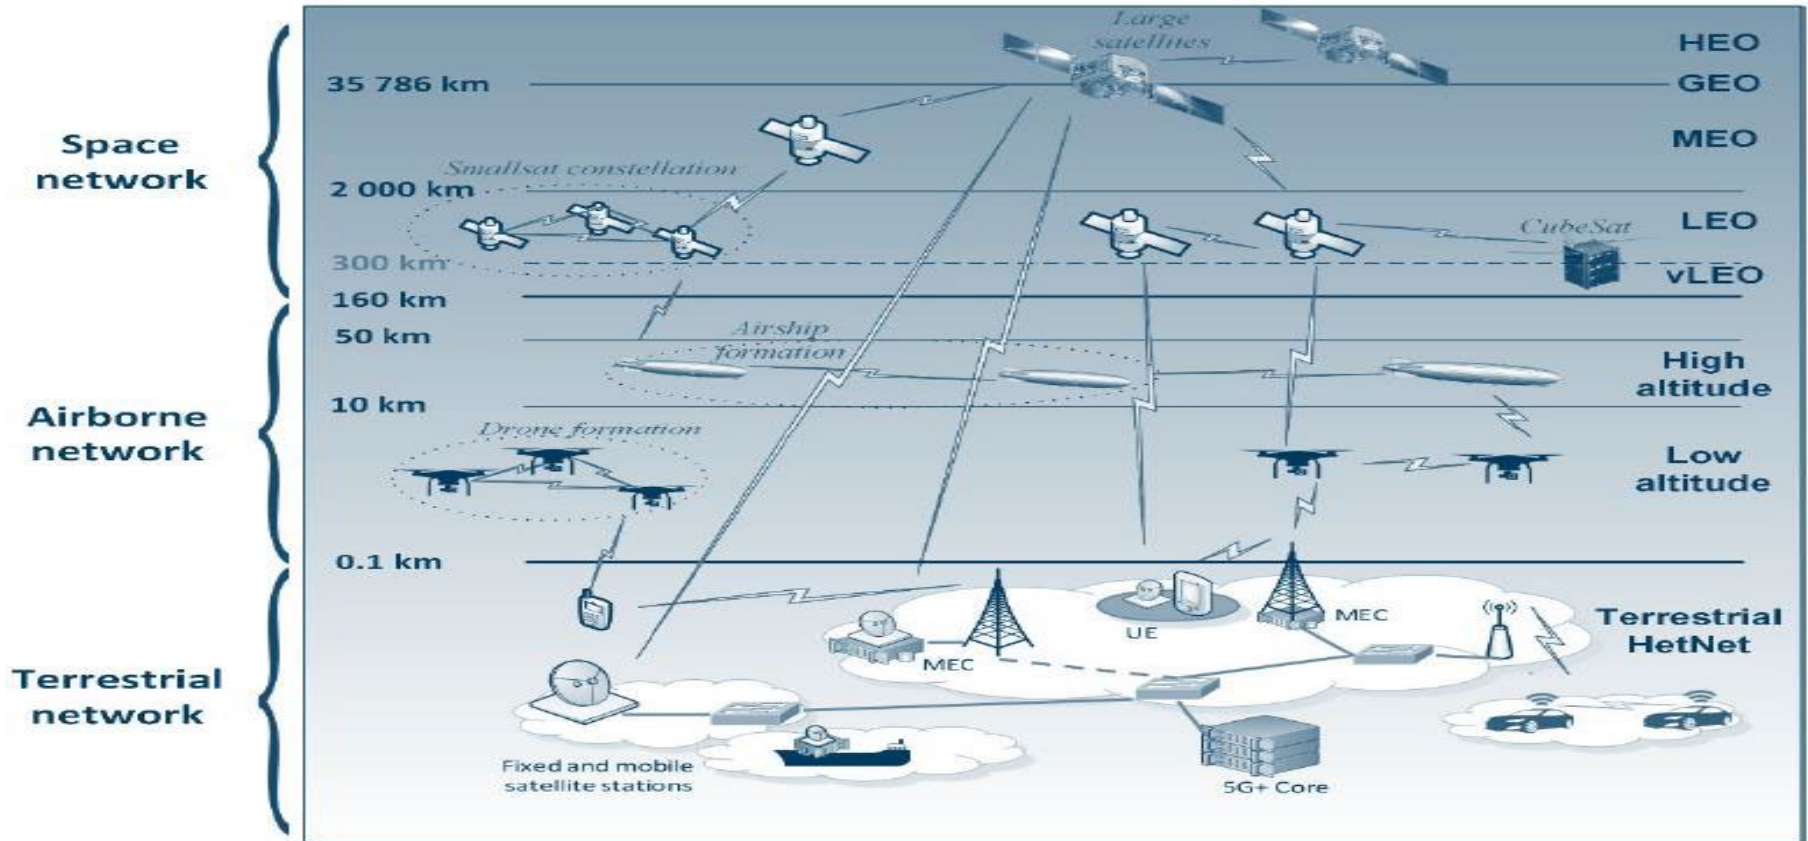 Large
satellites
HEO
35 786 km
GEO
Space
network
MEO
Smallsat constellation
2 000 km
CubeSat
LEO
300 km
vLEO
160 km
50 km
Airship
formation
High
altitude
10 km
Airborne
network
Drone formation
Low
altitude
0.1 km
MEC
UE
MEC
Terrestrial
HetNet
Terrestrial
network
Fixed and mobile
satellite stations
5G+ Core